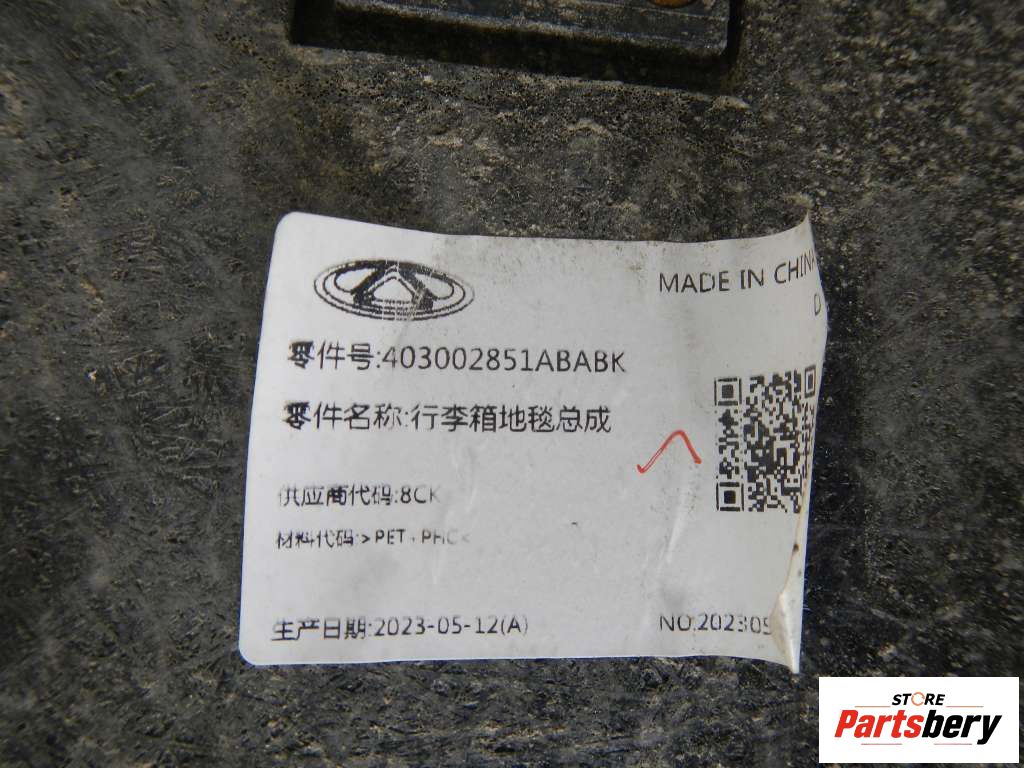 MADE IN CHINA
D
零件号:403002851ABABK
零件名称:行李箱地毯总成
供应商代码:8CK
材料代码:>PET+PHC<
生产日期:2023-05-12(A)
NO.202305
STORE
Partsbery